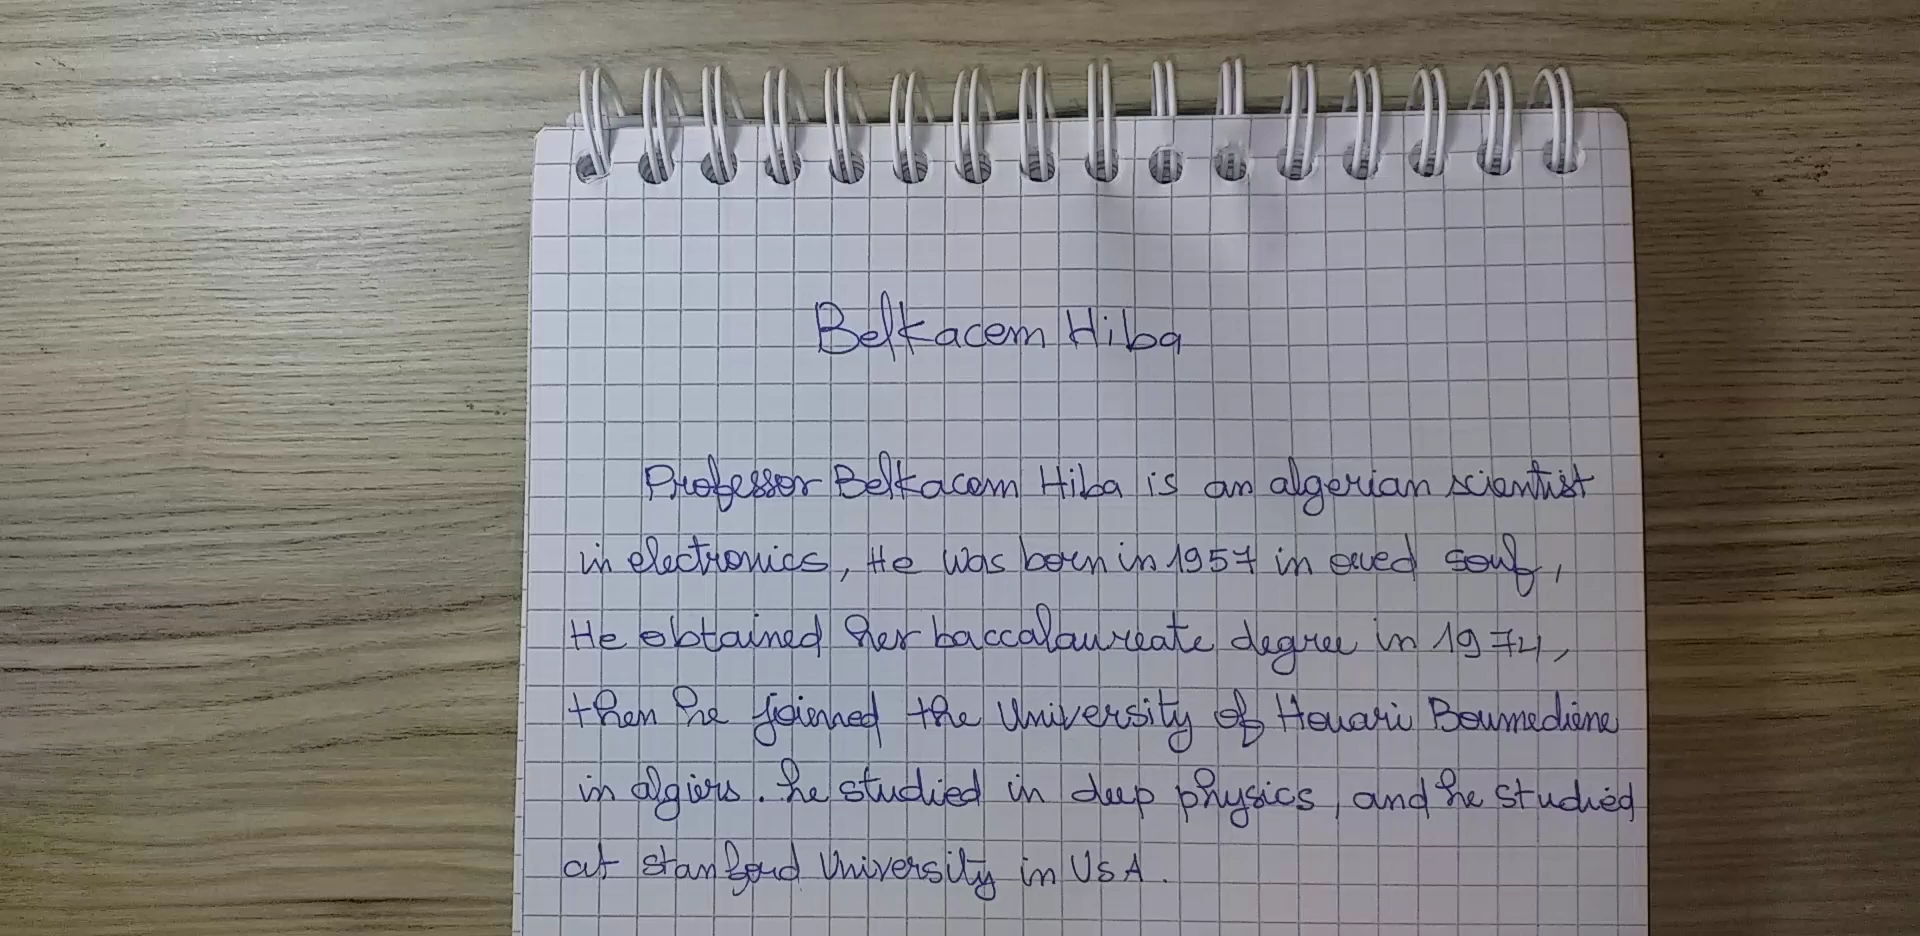 Belkacem Hiba
Professor Belkacem Hiba is an algerian scientist
in electronics, He was born in 1957 in oued souf,
He obtained her baccalaureate degree in 1974,
then he joienned the University of Houari Boumediene
in algiers. he studied in deep physics, and he studied
at stanford University in USA.